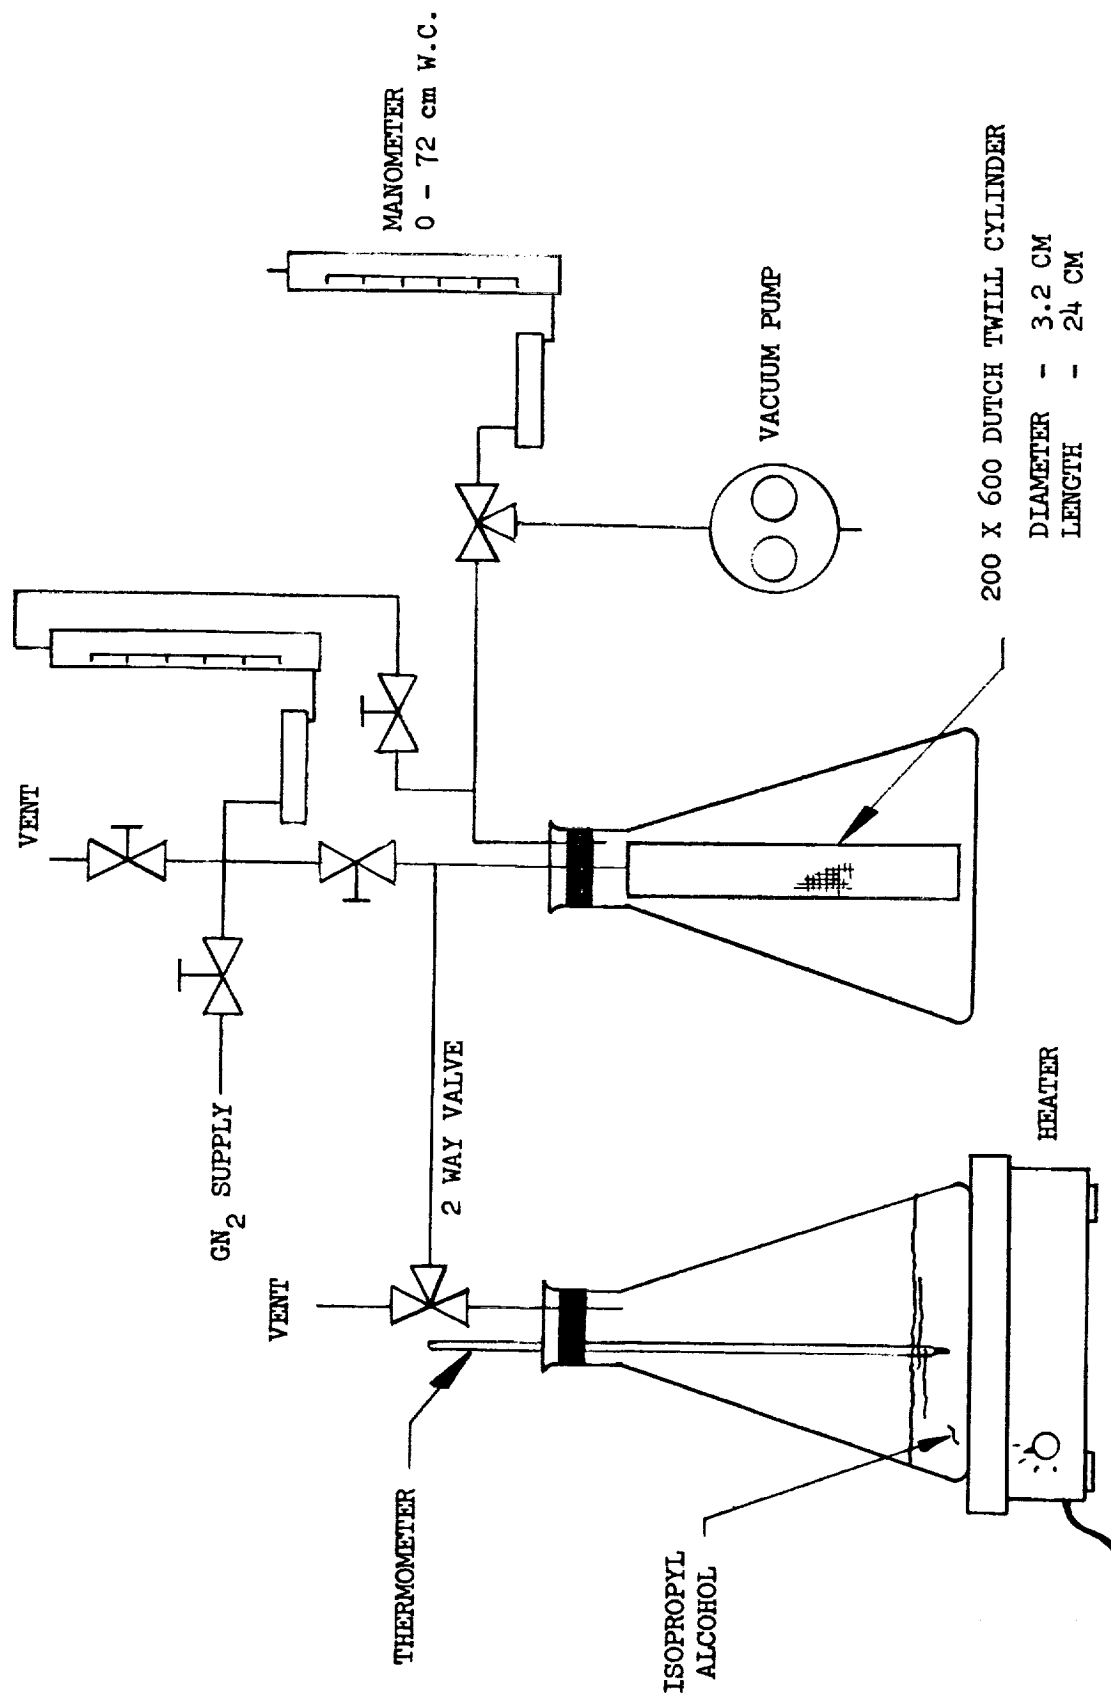 VENT
MANOMETER
0 - 72 cm W.C.
GN2 SUPPLY
VENT
2 WAY VALVE
THERMOMETER
VACUUM PUMP
ISOPROPYL
ALCOHOL
HEATER
200 X 600 DUTCH TWILL CYLINDER
DIAMETER - 3.2 CM
LENGTH - 24 CM